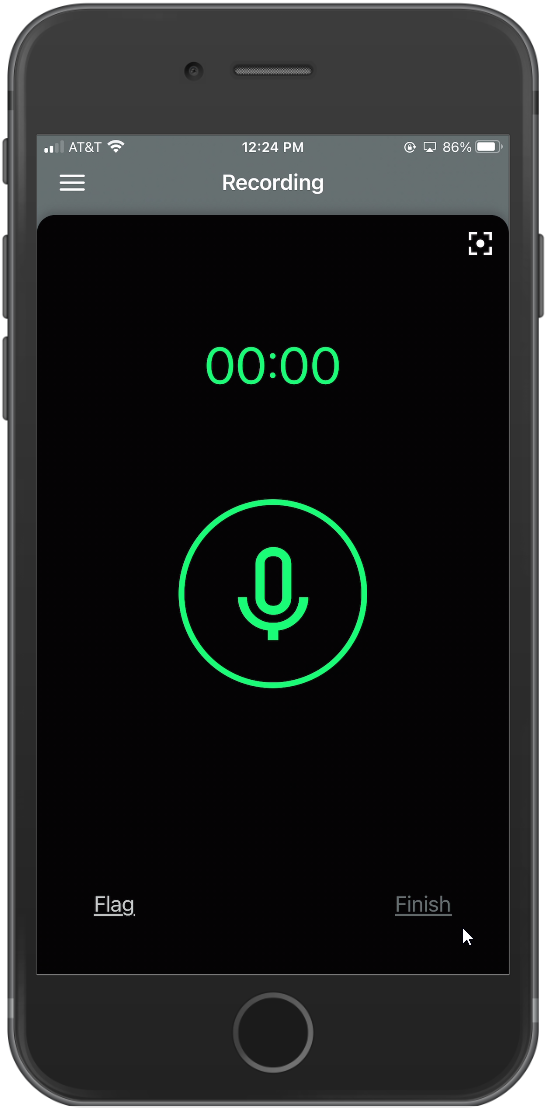 AT&T 12:24 PM 86%
Recording
00:00
Flag Finish